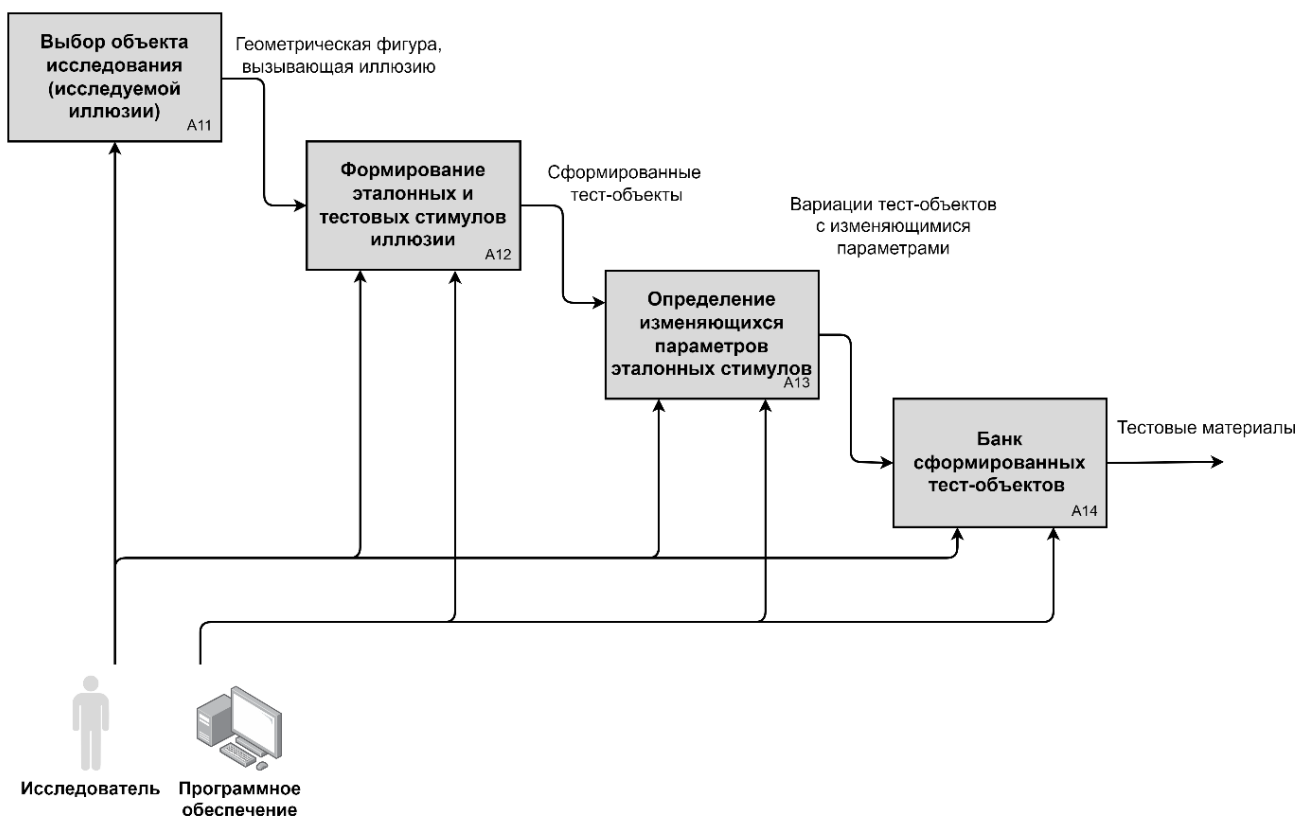 Выбор объекта
исследования
(исследуемой
иллюзии)
A11
Геометрическая фигура,
вызывающая иллюзию
Формирование
эталонных и
тестовых стимулов
иллюзии
A12
Сформированные
тест-объекты
Вариации тест-объектов
с изменяющимися
параметрами
Определение
изменяющихся
параметров
эталонных стимулов
A13
Банк
сформированных
тест-объектов
A14
Тестовые материалы
Исследователь
Программное
обеспечение